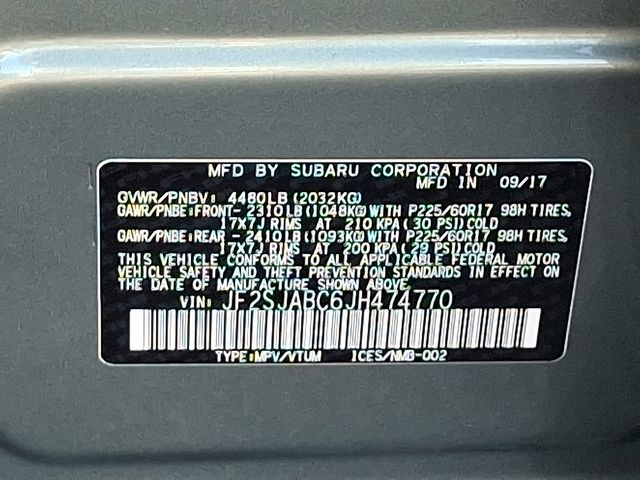 MFD BY SUBARU CORPORATION
MFD IN 09/17
GVWR/PNBV: 4480LB(2032KG)
GAWR/PNBE:FRONT-2310LB(1048KG)WITH P225/60R17 98H TIRES,
17X7J RIMS AT 210 KPA(30 PSI)COLD
GAWR/PNBE:REAR -2410LB(1093KG)WITH P225/60R17 98H TIRES,
17X7J RIMS AT 200 KPA(29 PSI)COLD
THIS VEHICLE CONFORMS TO ALL APPLICABLE FEDERAL MOTOR
VEHICLE SAFETY AND THEFT PREVENTION STANDARDS IN EFFECT ON
THE DATE OF MANUFACTURE SHOWN ABOVE.
VIN: JF2SJABC6JH474770
TYPE:MPV/VTUM ICES/NMB-002